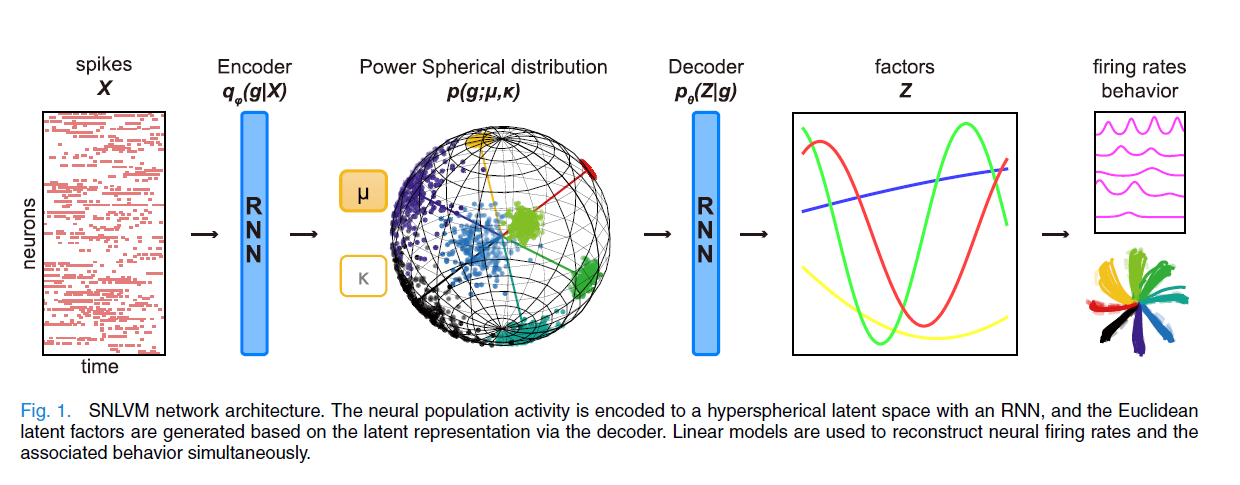 spikes
X
Encoder
qφ(g|X)
Power Spherical distribution
p(g;μ,κ)
Decoder
pθ(Z|g)
factors
Z
firing rates
behavior
neurons
time
RNN
μ
κ
RNN
Fig. 1. SNLVM network architecture. The neural population activity is encoded to a hyperspherical latent space with an RNN, and the Euclidean
latent factors are generated based on the latent representation via the decoder. Linear models are used to reconstruct neural firing rates and the
associated behavior simultaneously.